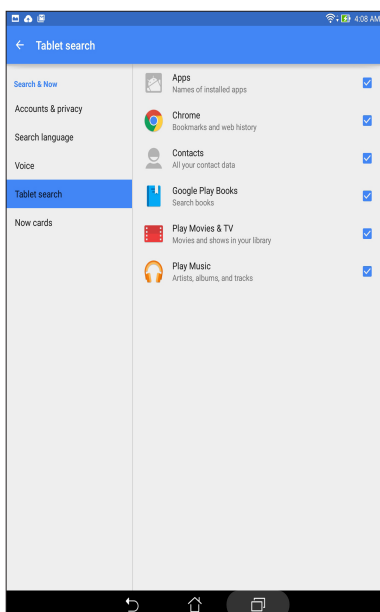 4:08 AM
Tablet search
Search & Now
Accounts & privacy
Search language
Voice
Tablet search
Now cards
Apps
Names of installed apps
Chrome
Bookmarks and web history
Contacts
All your contact data
Google Play Books
Search books
Play Movies & TV
Movies and shows in your library
Play Music
Artists, albums, and tracks